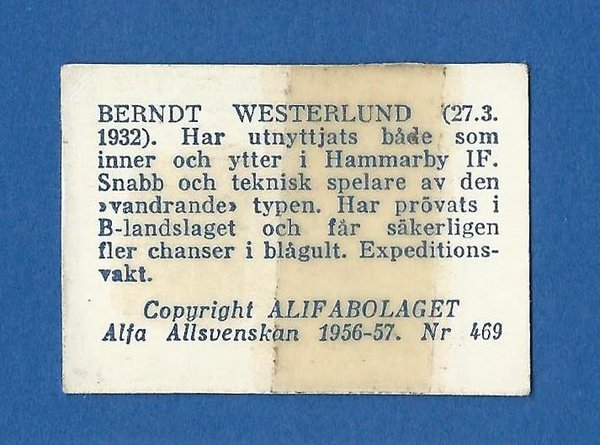 BERNDT WESTERLUND (27.3.
1932). Har utnyttjats både som
inner och ytter i Hammarby IF.
Snabb och teknisk spelare av den
»vandrande» typen. Har prövats i
B-landslaget och får säkerligen
fler chanser i blågult. Expeditions-
vakt.
Copyright ALIFABOLAGET
Alfa Allsvenskan 1956-57. Nr 469